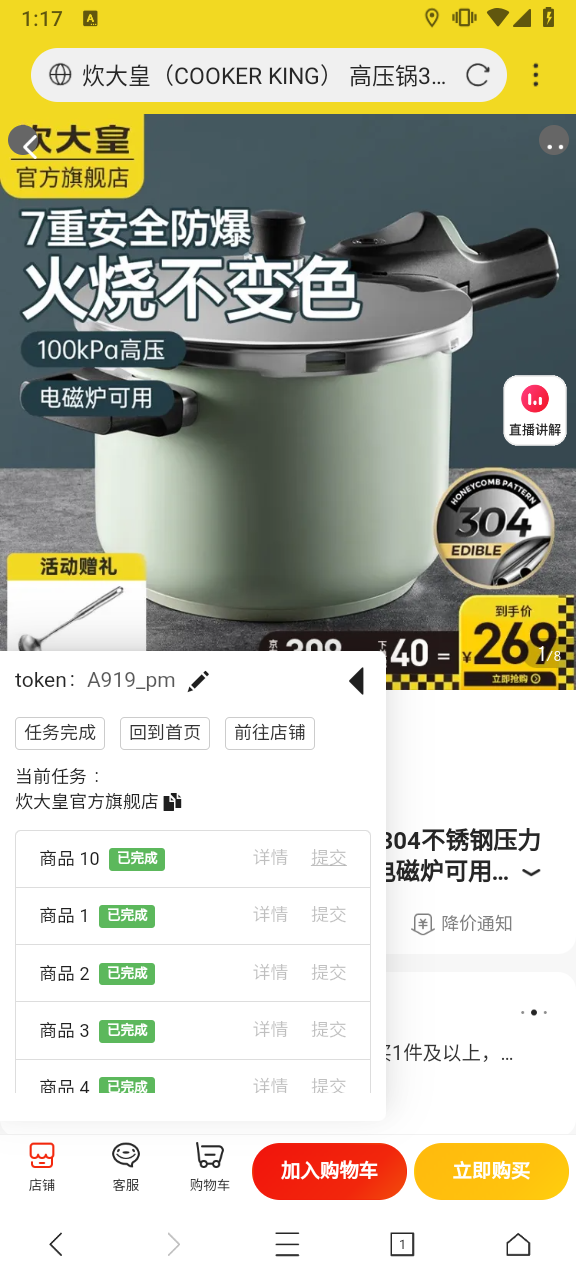 1:17
A
炊大皇（COOKER KING） 高压锅3...
炊大皇
官方旗舰店
7重安全防爆
火烧不变色
100kPa高压
电磁炉可用
直播讲解
HONEYCOMB PATTERN
304
EDIBLE
活动赠礼
到手价
40 =
¥269
1/8
立即抢购
token： A919_pm
任务完成 回到首页 前往店铺
当前任务：
炊大皇官方旗舰店
304不锈钢压力
电磁炉可用...
商品 10 已完成 详情 提交
降价通知
商品 1 已完成 详情 提交
商品 2 已完成 详情 提交
商品 3 已完成 详情 提交
买1件及以上，...
商品 4 已完成 详情 提交
店铺 客服 购物车 加入购物车 立即购买
1